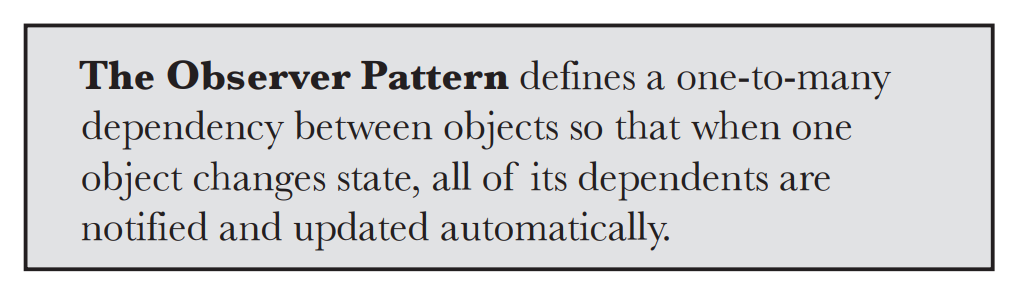 The Observer Pattern defines a one-to-many
dependency between objects so that when one
object changes state, all of its dependents are
notified and updated automatically.